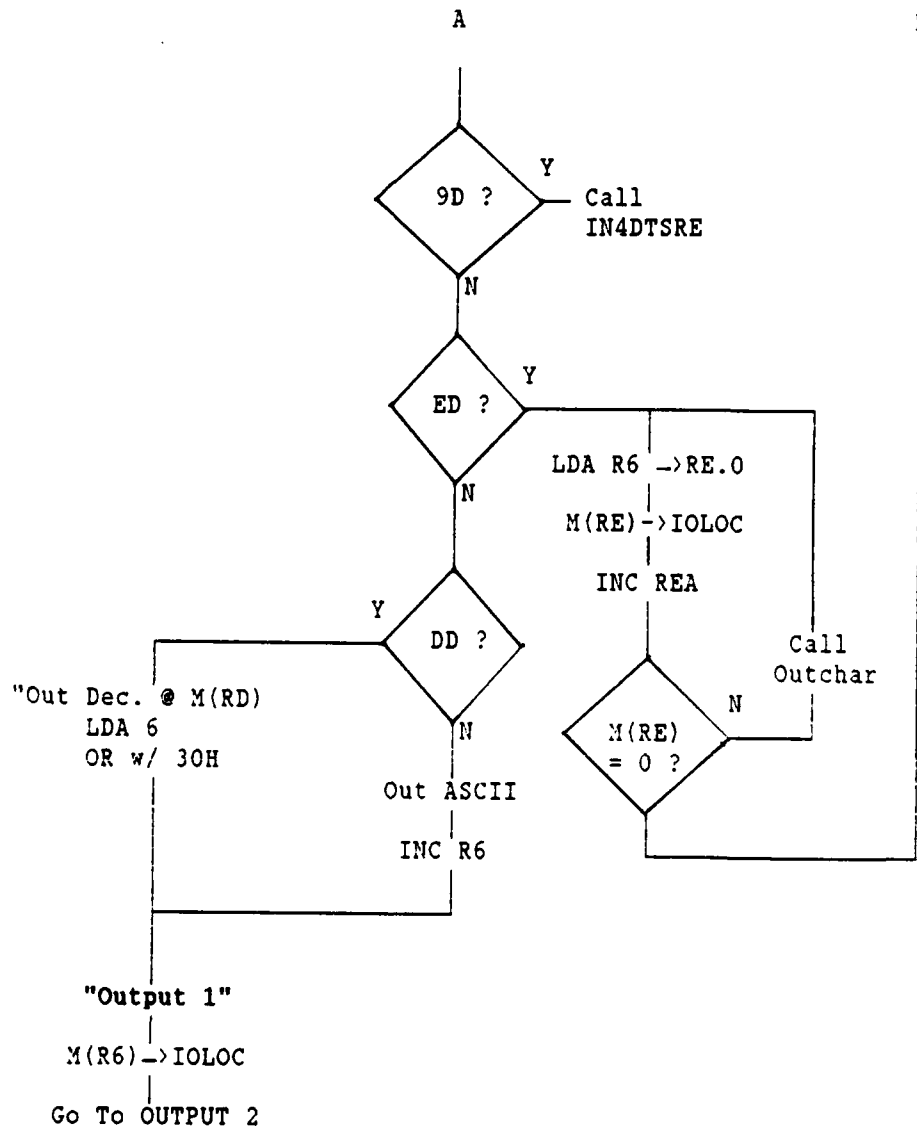 A
9D ?
Y
Call
IN4DTSRE
N
ED ?
Y
N
LDA R6 ->RE.0
M(RE)->IOLOC
INC REA
M(RE)
= 0 ?
N
Call
Outchar
DD ?
Y
N
"Out Dec. @ M(RD)
LDA 6
OR w/ 30H
Out ASCII
INC R6
"Output 1"
M(R6)->IOLOC
Go To OUTPUT 2